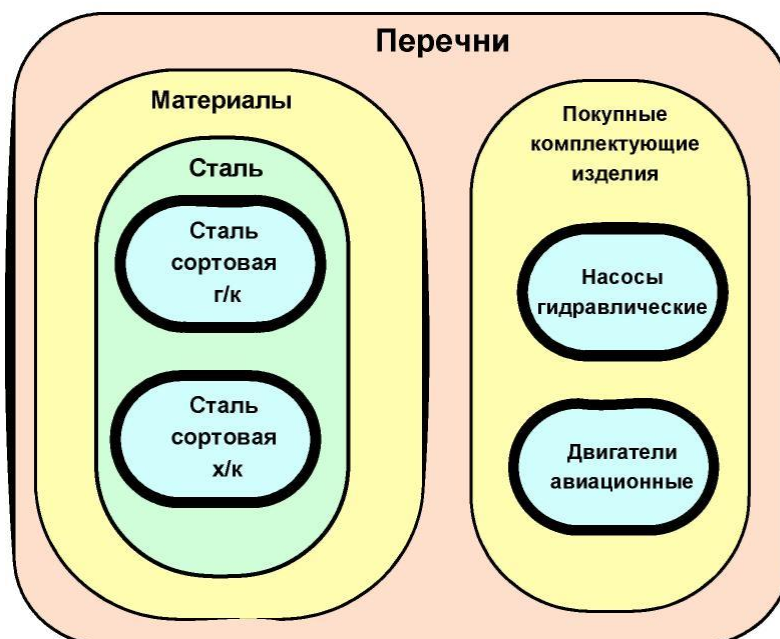 Перечни
Материалы
Сталь
Сталь
сортовая
г/к
Сталь
сортовая
х/к
Покупные
комплектующие
изделия
Насосы
гидравлические
Двигатели
авиационные